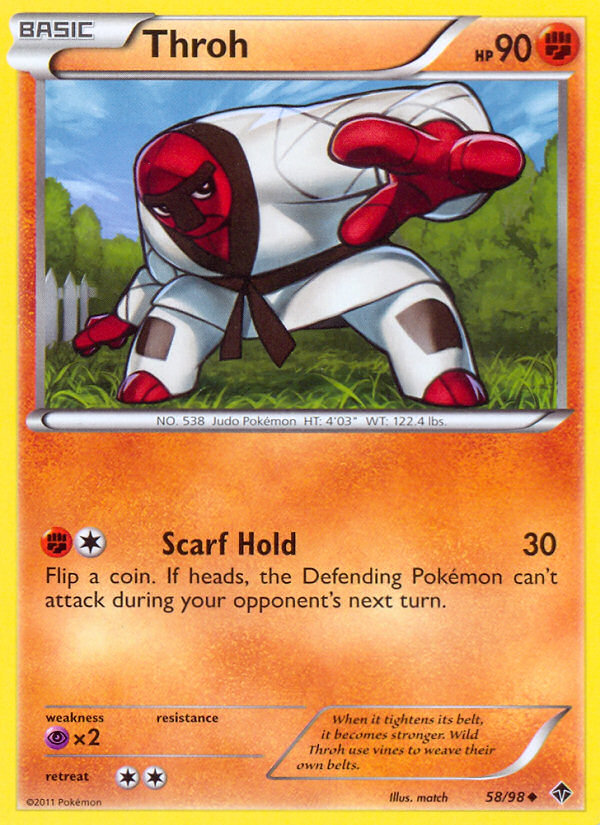 BASIC
Throh
HP 90
NO. 538 Judo Pokémon HT: 4'03" WT: 122.4 lbs.
Scarf Hold 30
Flip a coin. If heads, the Defending Pokémon can't
attack during your opponent's next turn.
weakness resistance
×2
When it tightens its belt,
it becomes stronger. Wild
Throh use vines to weave their
own belts.
retreat
©2011 Pokémon
Illus. match 58/98